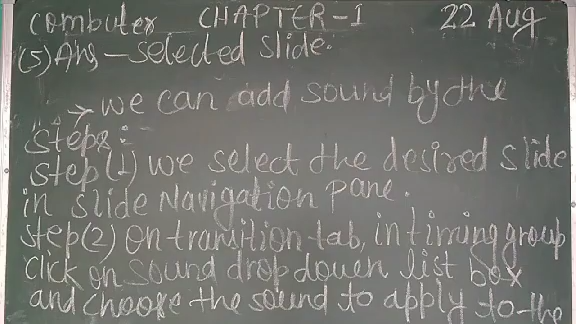 computer CHAPTER-1 22 Aug
(5) Ans - selected slide.
→ we can add sound by the
steps :-
step (1) we select the desired slide
in slide Navigation pane.
step (2) on transition tab, in timing group
click on sound drop down list box
and choose the sound to apply to the